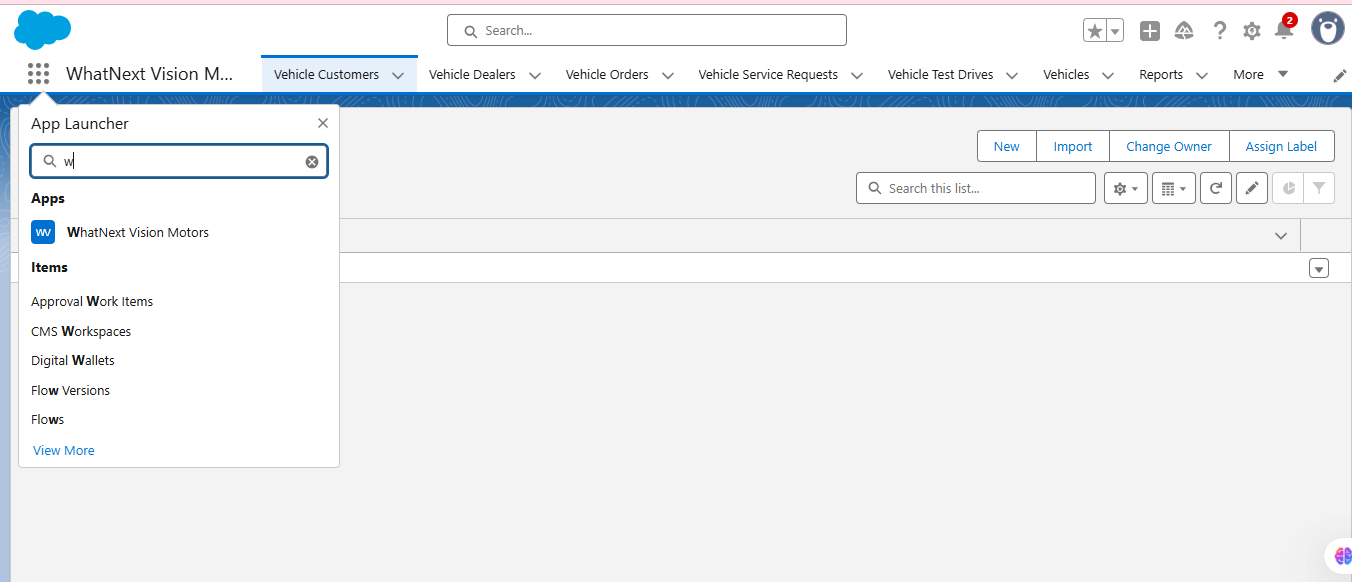 Search...
2
WhatNext Vision M...
Vehicle Customers
Vehicle Dealers
Vehicle Orders
Vehicle Service Requests
Vehicle Test Drives
Vehicles
Reports
More
App Launcher
w
Apps
WV WhatNext Vision Motors
Items
Approval Work Items
CMS Workspaces
Digital Wallets
Flow Versions
Flows
View More
New
Import
Change Owner
Assign Label
Search this list...